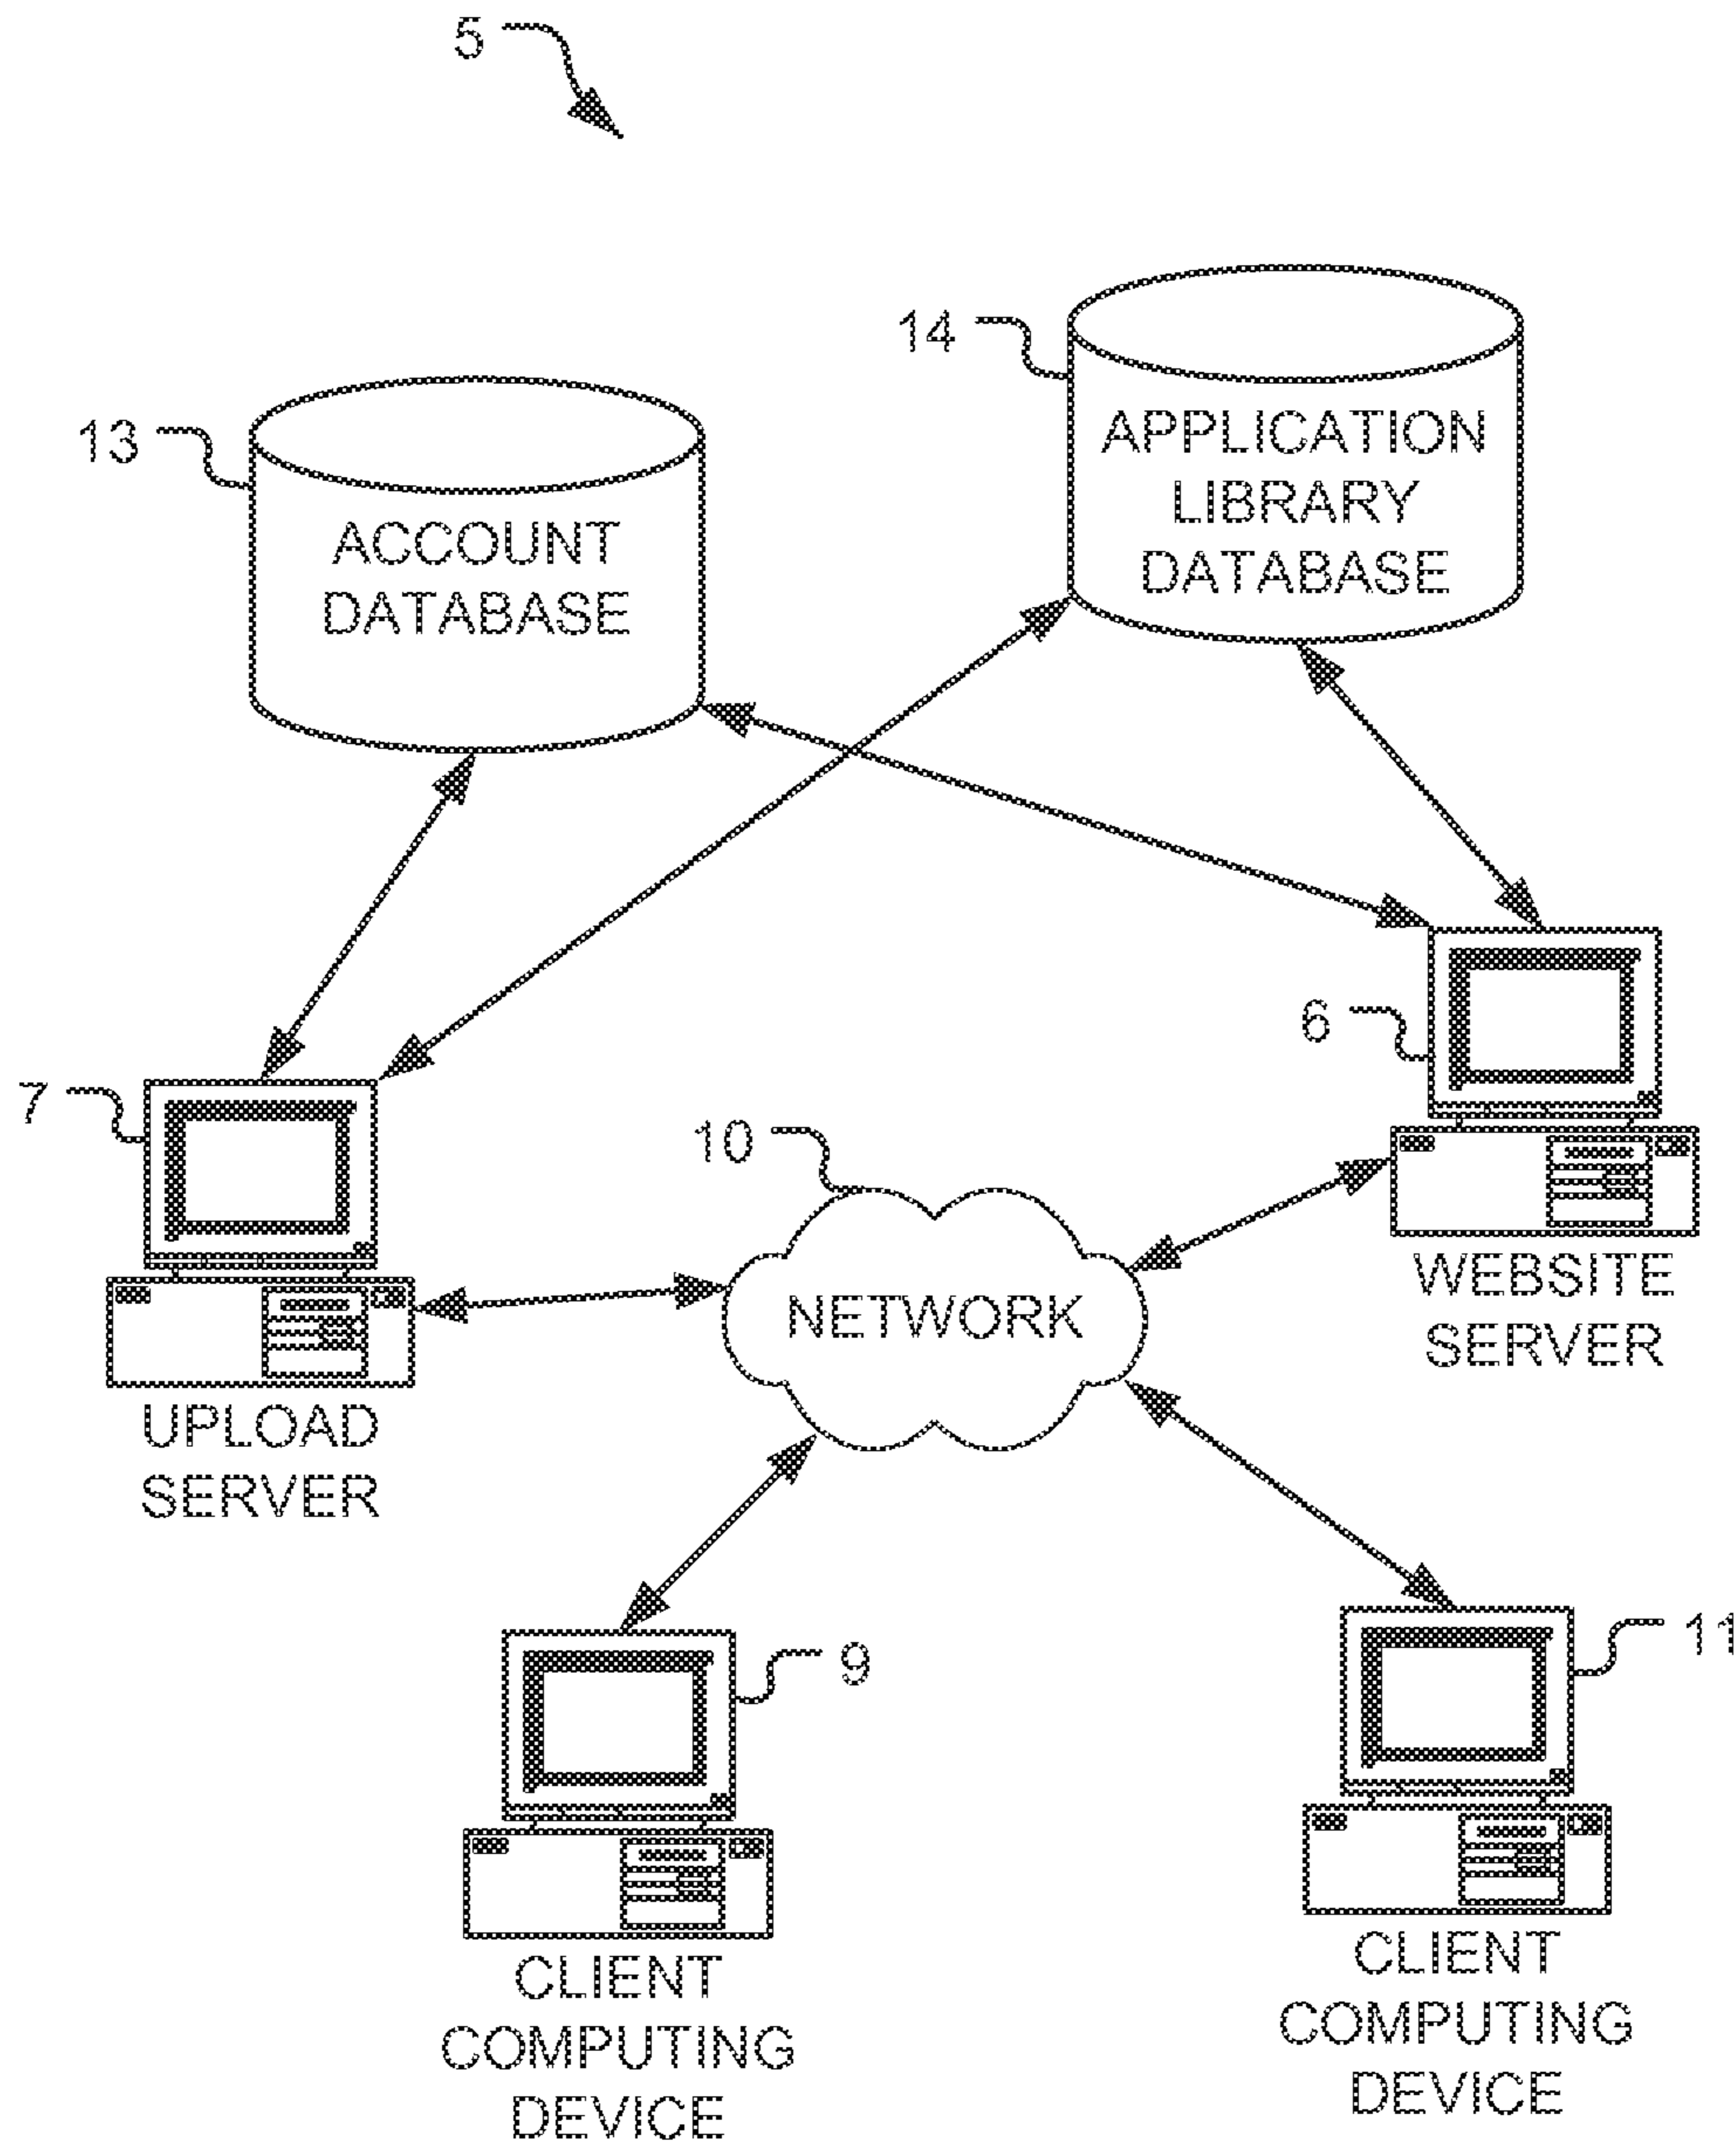 5
14
APPLICATION
LIBRARY
DATABASE
13
ACCOUNT
DATABASE
6
7
10
NETWORK
WEBSITE
SERVER
UPLOAD
SERVER
9
11
CLIENT
COMPUTING
DEVICE
CLIENT
COMPUTING
DEVICE